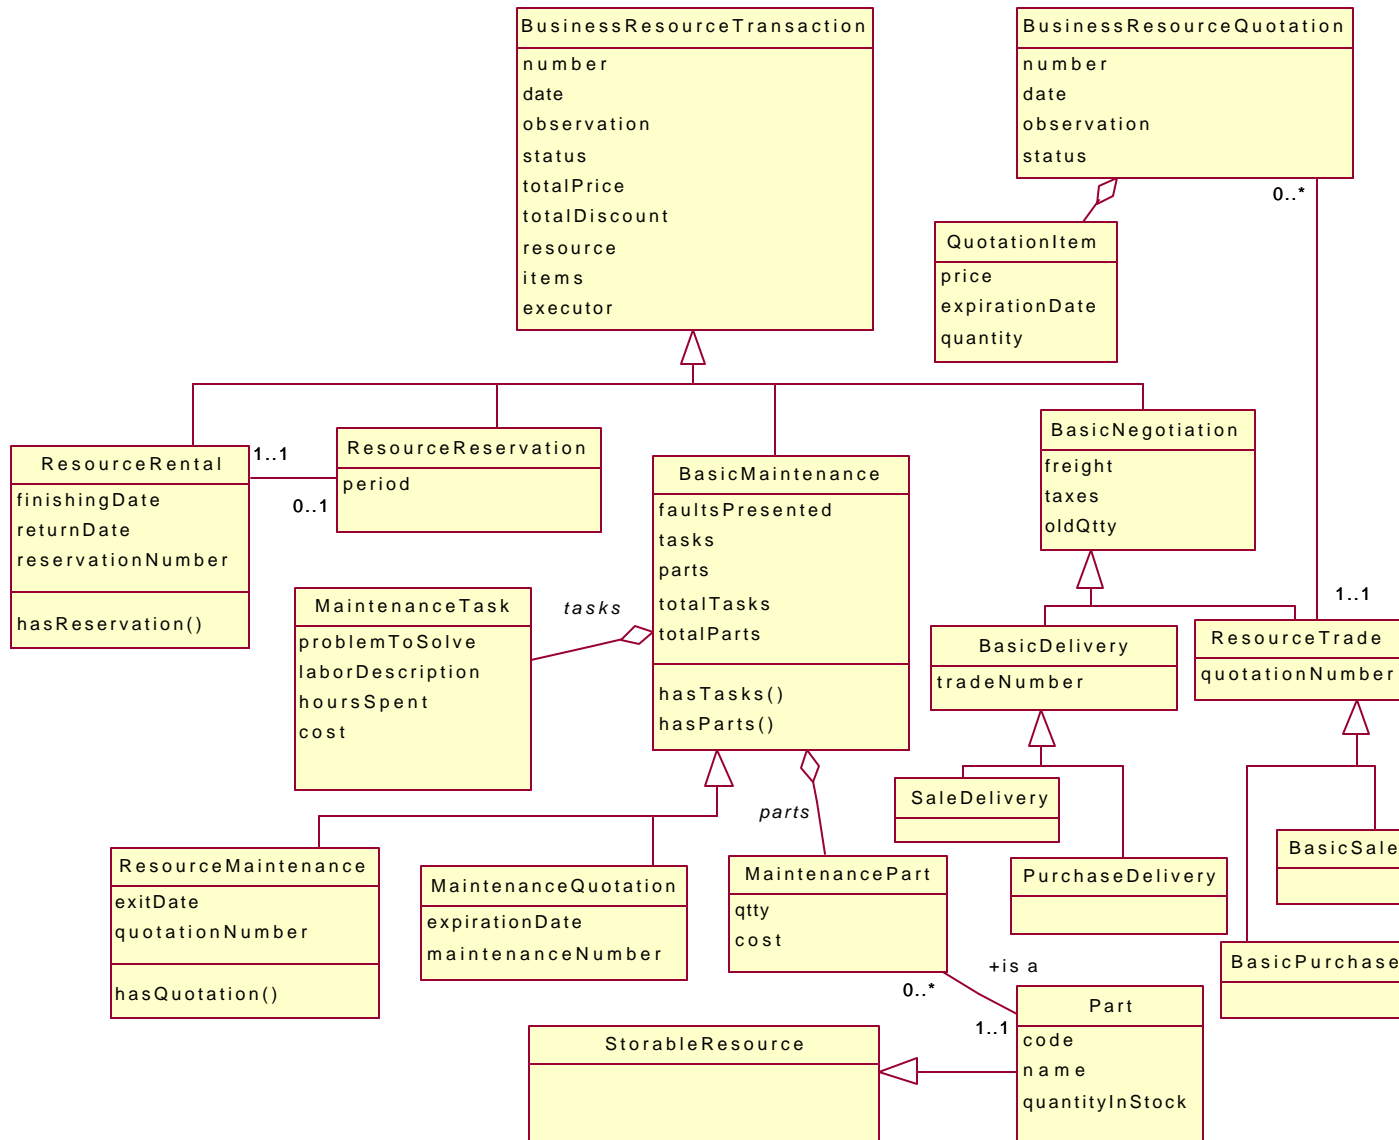 BusinessResourceTransaction
number
date
observation
status
totalPrice
totalDiscount
resource
items
executor
BusinessResourceQuotation
number
date
observation
status
0..*
QuotationItem
price
expirationDate
quantity
ResourceRental
finishingDate
returnDate
reservationNumber
hasReservation()
1..1
0..1
ResourceReservation
period
BasicMaintenance
faultsPresented
tasks
parts
totalTasks
totalParts
hasTasks()
hasParts()
BasicNegotiation
freight
taxes
oldQtty
1..1
MaintenanceTask
problemToSolve
laborDescription
hoursSpent
cost
tasks
BasicDelivery
tradeNumber
ResourceTrade
quotationNumber
SaleDelivery
PurchaseDelivery
BasicSale
BasicPurchase
parts
ResourceMaintenance
exitDate
quotationNumber
hasQuotation()
MaintenanceQuotation
expirationDate
maintenanceNumber
MaintenancePart
qtty
cost
+is a
0..*
1..1
Part
code
name
quantityInStock
StorableResource